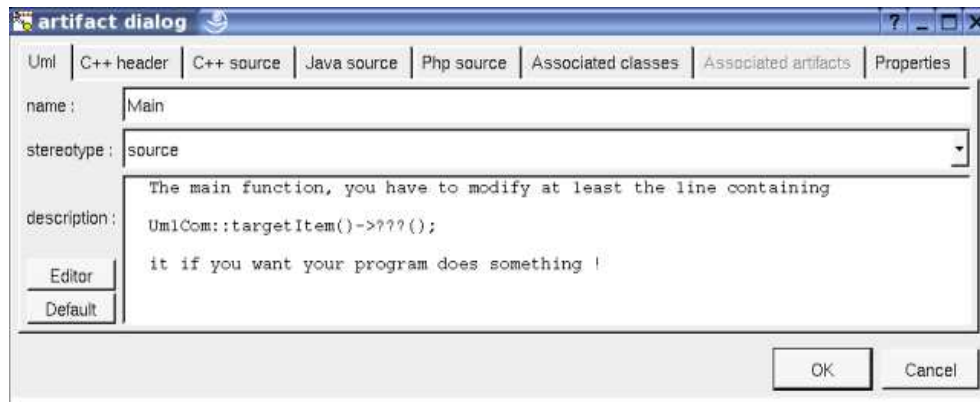 artifact dialog
Uml C++ header C++ source Java source Php source Associated classes Associated artifacts Properties
name : Main
stereotype : source
The main function, you have to modify at least the line containing
description : UmlCom::targetItem()->???();
it if you want your program does something !
Editor
Default
OK Cancel